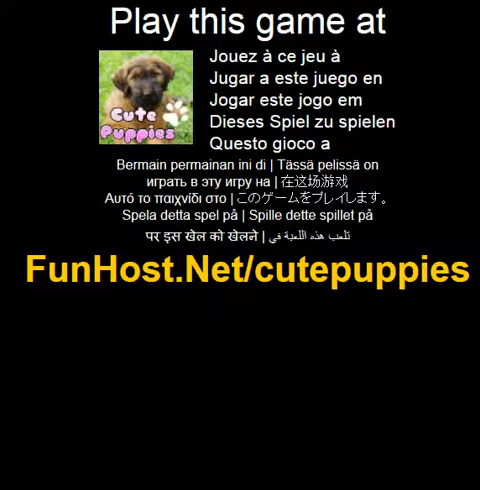 Play this game at
Cute
Puppies
Jouez à ce jeu à
Jugar a este juego en
Jogar este jogo em
Dieses Spiel zu spielen
Questo gioco a
Bermain permainan ini di | Tässä pelissä on
играть в эту игру на | 在这场游戏
Αυτό το παιχνίδι στο | このゲームをプレイします。
Spela detta spel på | Spille dette spillet på
पर इस खेल को खेलने | تلعب هذه اللعبة في
FunHost.Net/cutepuppies